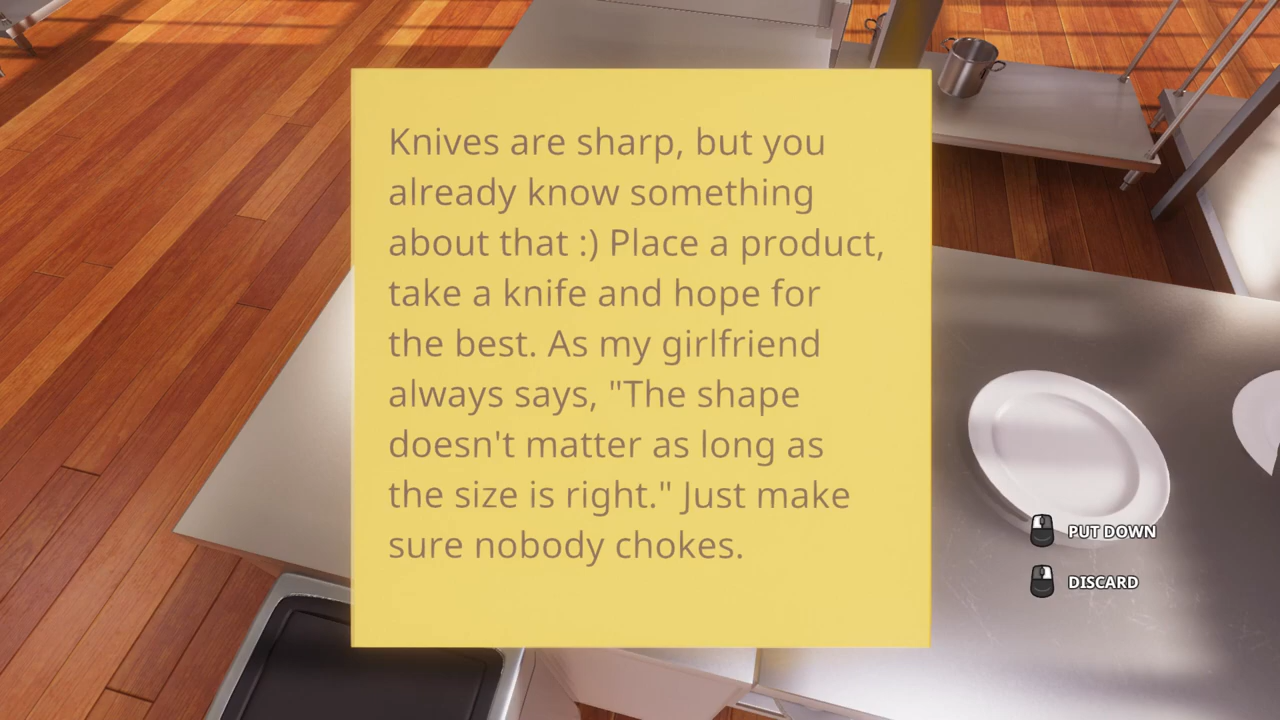 Knives are sharp, but you
already know something
about that :) Place a product,
take a knife and hope for
the best. As my girlfriend
always says, "The shape
doesn't matter as long as
the size is right." Just make
sure nobody chokes.
PUT DOWN
DISCARD